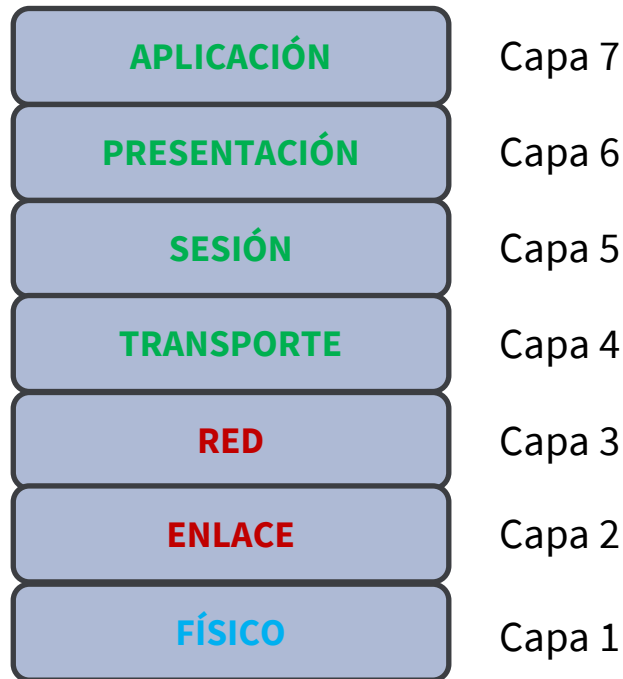 APLICACIÓN Capa 7
PRESENTACIÓN Capa 6
SESIÓN Capa 5
TRANSPORTE Capa 4
RED Capa 3
ENLACE Capa 2
FÍSICO Capa 1